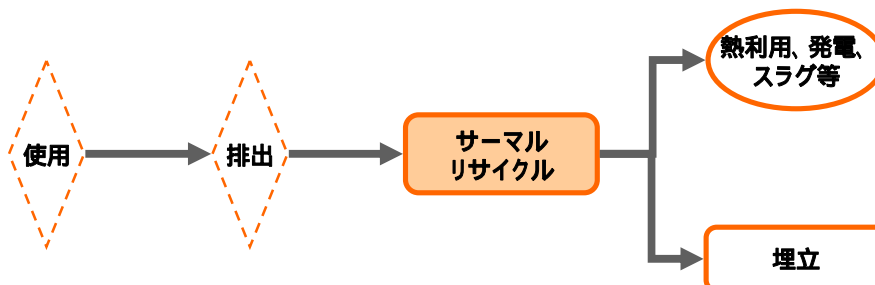 使用
排出
サーマル
リサイクル
熱利用、発電、
スラグ等
埋立